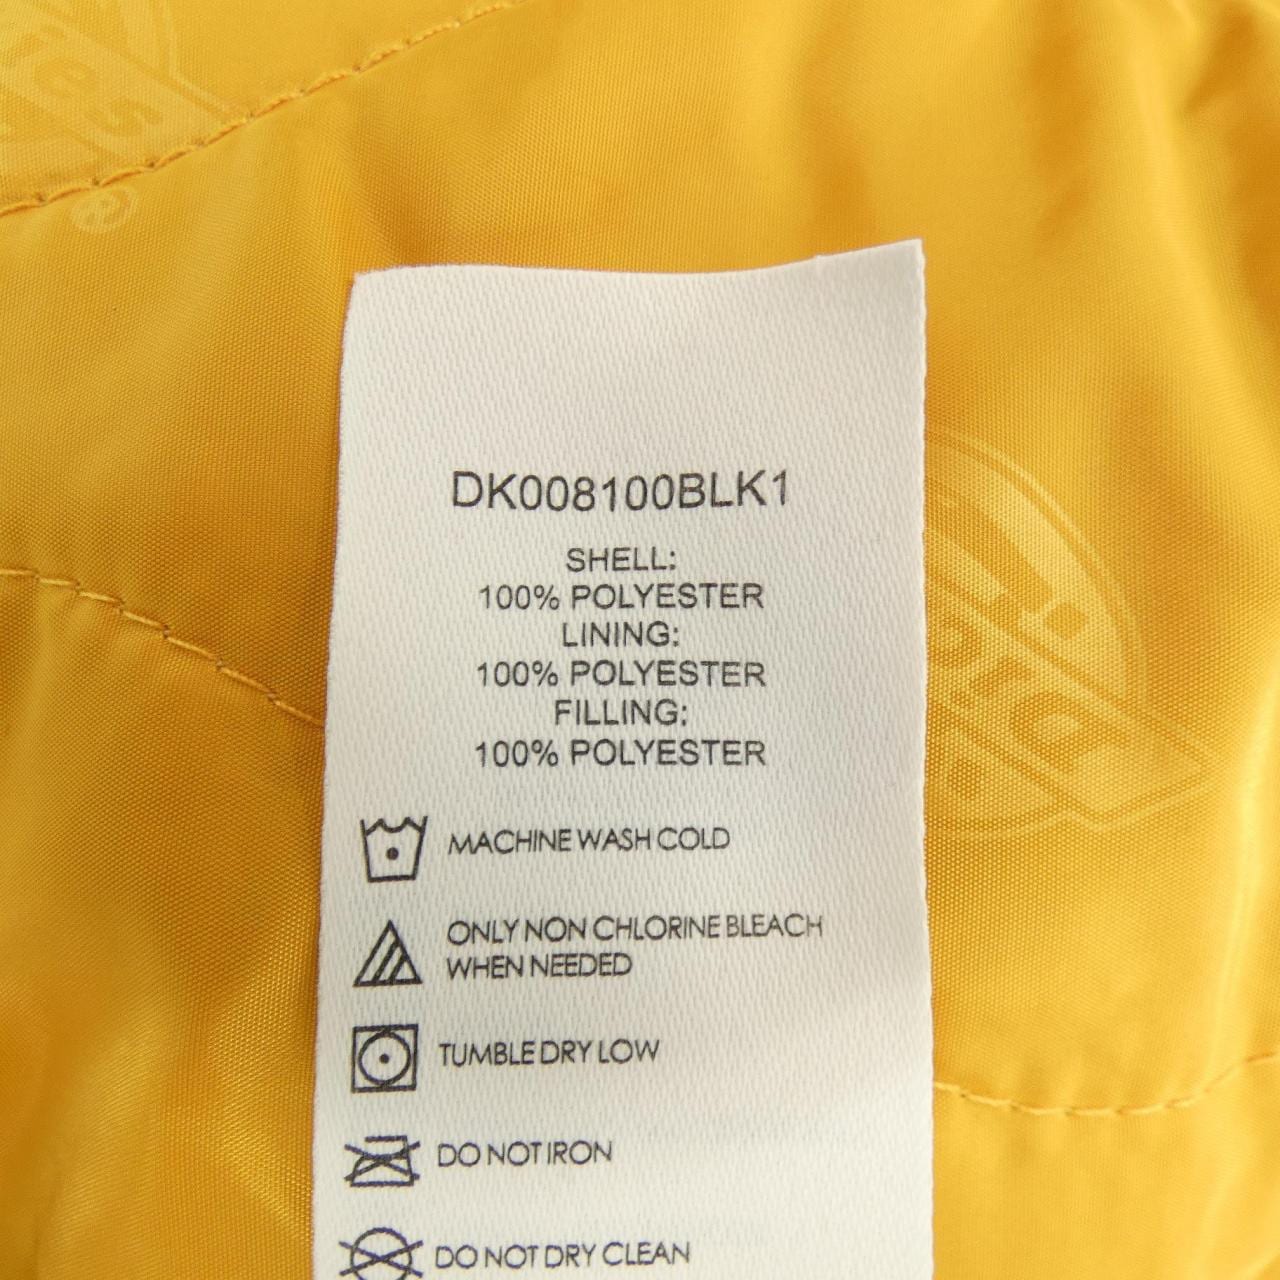 DK008100BLK1
SHELL:
100% POLYESTER
LINING:
100% POLYESTER
FILLING:
100% POLYESTER
MACHINE WASH COLD
ONLY NON CHLORINE BLEACH
WHEN NEEDED
TUMBLE DRY LOW
DO NOT IRON
DO NOT DRY CLEAN